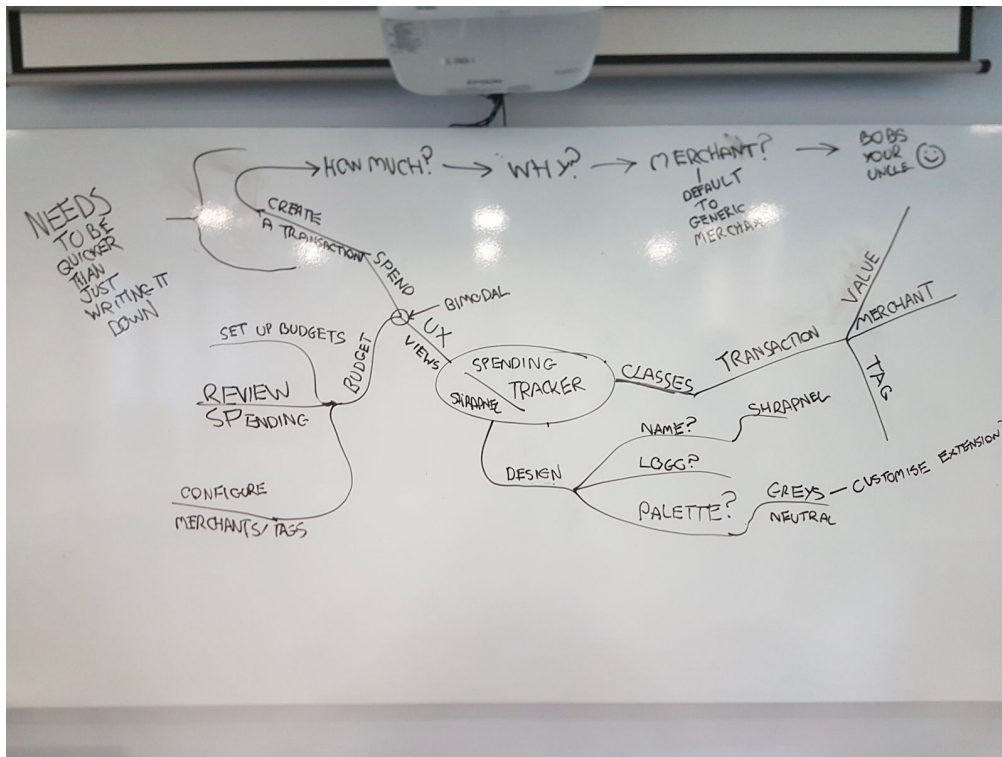 EPSON
HOW MUCH? → WHY? → MERCHANT? → BOBS
YOUR
UNCLE
DEFAULT
TO
GENERIC
MERCHAN
NEEDS
TO BE
QUICKER
THAN
JUST
WRITING IT
DOWN
CREATE
A TRANSACTION
SPEND
BIMODAL
UX
VIEWS
BUDGET
SET UP BUDGETS
REVIEW
SPENDING
CONFIGURE
MERCHANTS/TAGS
SPENDING
TRACKER
SHRAPNEL
CLASSES
TRANSACTION
VALUE
MERCHANT
TAG
DESIGN
NAME?
SHRAPNEL
LOGO?
PALETTE?
GREYS — CUSTOMISE EXTENSION?
NEUTRAL